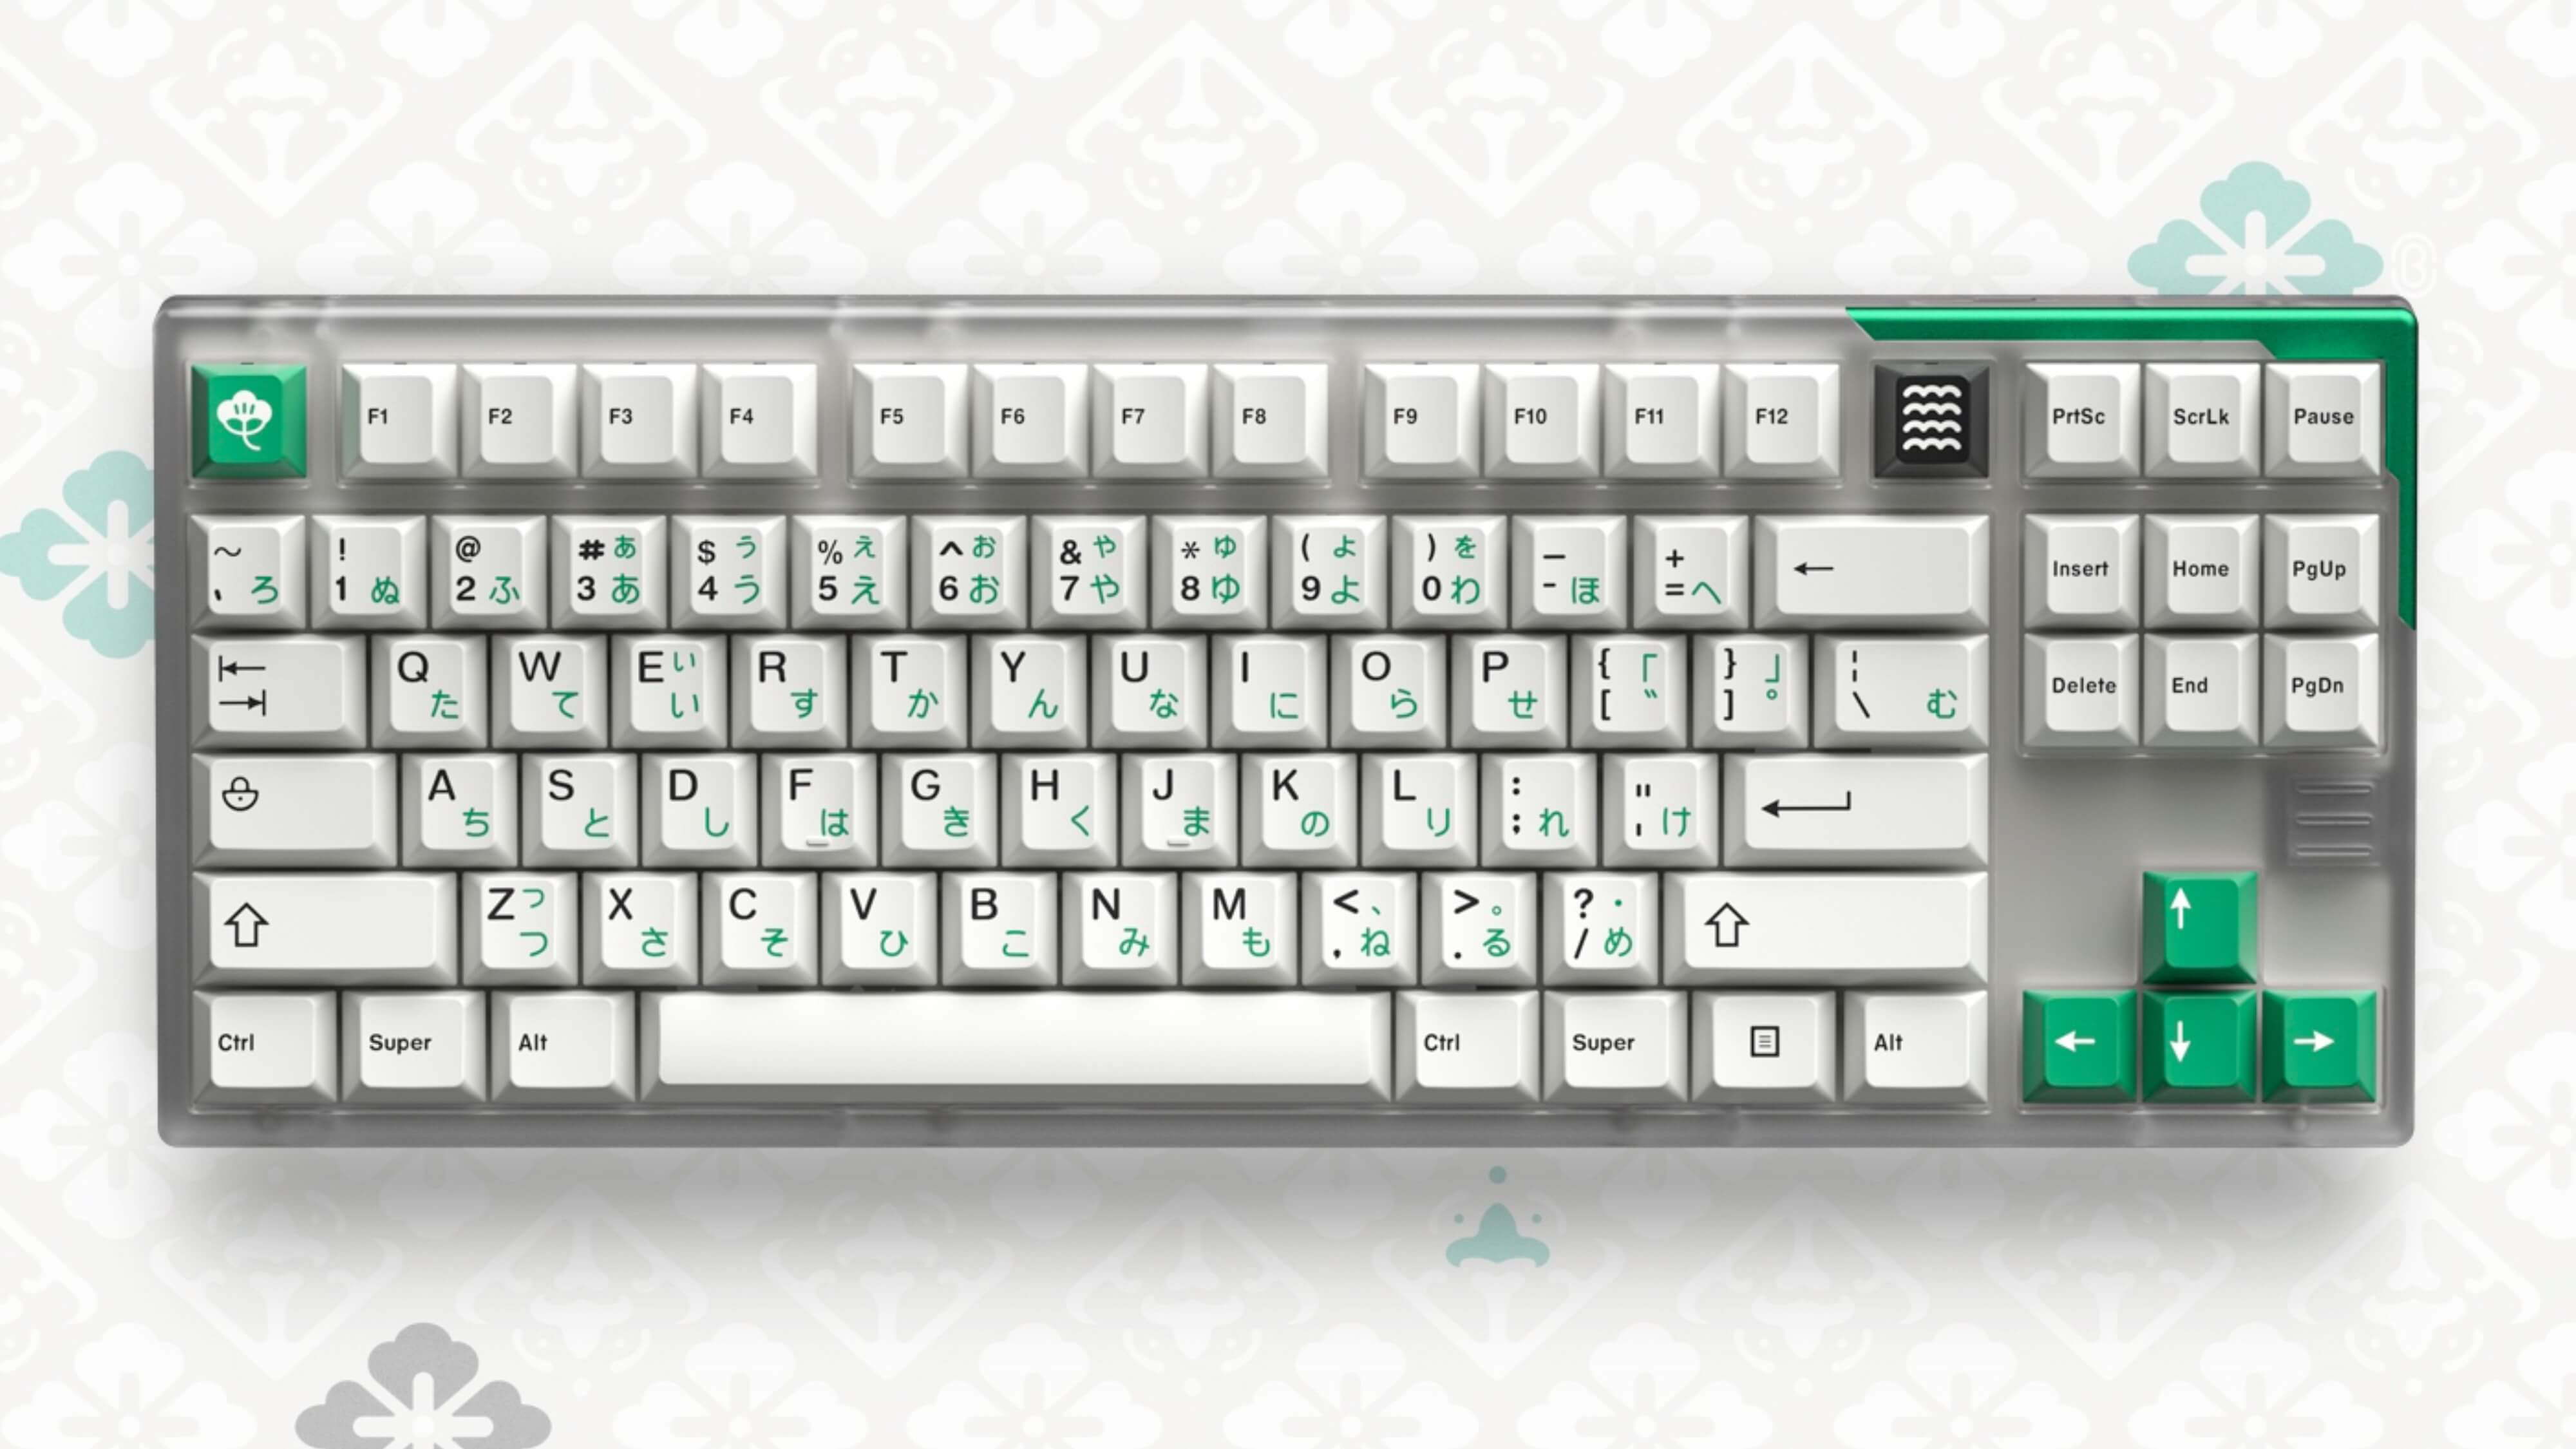 F1 F2 F3 F4 F5 F6 F7 F8 F9 F10 F11 F12 PrtSc ScrLk Pause
~ ! @ # あ $ う % え ^ お & や * ゆ ( よ ) を _ +
ˋ ろ 1 ぬ 2 ふ 3 あ 4 う 5 え 6 お 7 や 8 ゆ 9 よ 0 わ - ほ = へ ← Insert Home PgUp
Q W E い R T Y U I O P { 「 } 」 ¦
た て い す か ん な に ら せ [ ゛ ] ゜ \ む Delete End PgDn
A S D F G H J K L : "
ち と し は き く ま の り ; れ ' け
Z つ X C V B N M < 、 > 。 ? ・
つ さ そ ひ こ み も , ね . る / め
Ctrl Super Alt Ctrl Super Alt